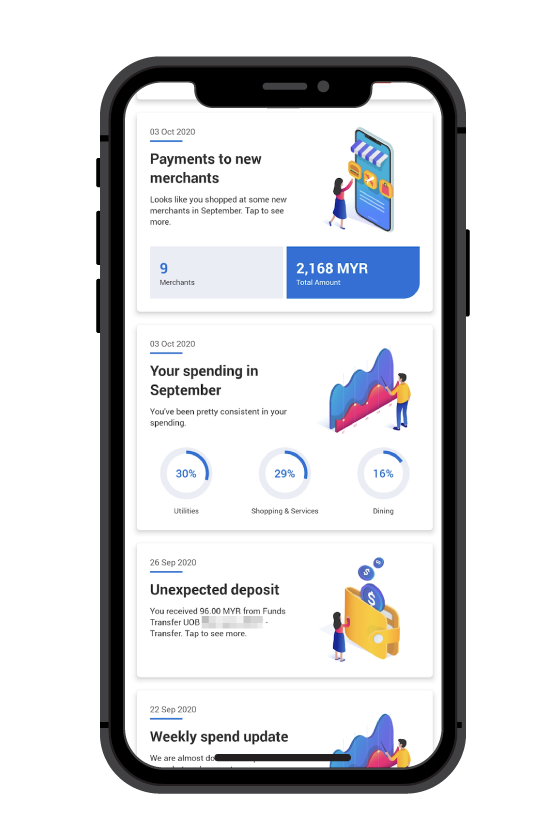 03 Oct 2020
Payments to new
merchants
Looks like you shopped at some new
merchants in September. Tap to see
more.
9
Merchants
2,168 MYR
Total Amount
03 Oct 2020
Your spending in
September
You've been pretty consistent in your
spending.
30%
29%
16%
Utilities
Shopping & Services
Dining
26 Sep 2020
Unexpected deposit
You received 96.00 MYR from Funds
Transfer UOB -
Transfer. Tap to see more.
22 Sep 2020
Weekly spend update
We are almost